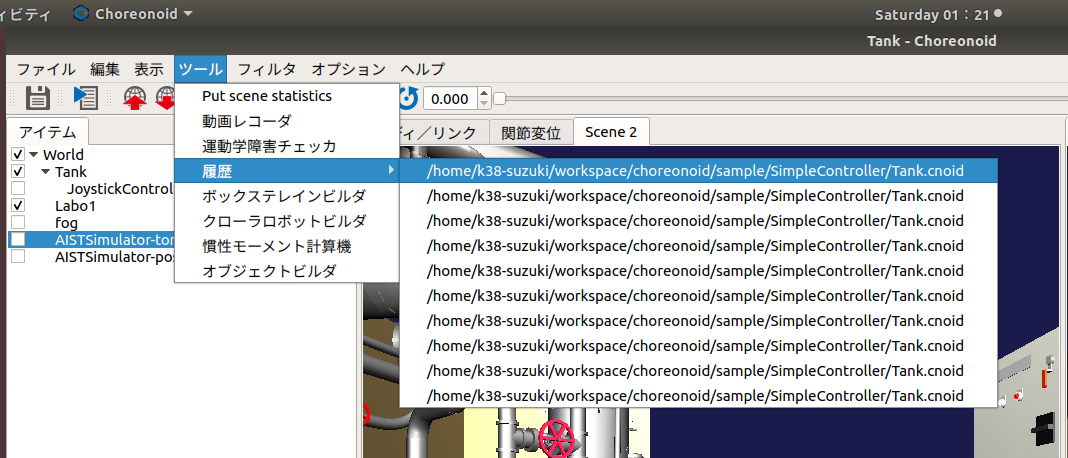 ィビティ Choreonoid Saturday 01：21
Tank - Choreonoid
ファイル 編集 表示 ツール フィルタ オプション ヘルプ
0.000
アイテム
ディ／リンク 関節変位 Scene 2
World
Tank
JoystickControl
Labo1
fog
AISTSimulator-tor
AISTSimulator-pos
Put scene statistics
動画レコーダ
運動学障害チェッカ
履歴
ボックステレインビルダ
クローラロボットビルダ
慣性モーメント計算機
オブジェクトビルダ
/home/k38-suzuki/workspace/choreonoid/sample/SimpleController/Tank.cnoid
/home/k38-suzuki/workspace/choreonoid/sample/SimpleController/Tank.cnoid
/home/k38-suzuki/workspace/choreonoid/sample/SimpleController/Tank.cnoid
/home/k38-suzuki/workspace/choreonoid/sample/SimpleController/Tank.cnoid
/home/k38-suzuki/workspace/choreonoid/sample/SimpleController/Tank.cnoid
/home/k38-suzuki/workspace/choreonoid/sample/SimpleController/Tank.cnoid
/home/k38-suzuki/workspace/choreonoid/sample/SimpleController/Tank.cnoid
/home/k38-suzuki/workspace/choreonoid/sample/SimpleController/Tank.cnoid
/home/k38-suzuki/workspace/choreonoid/sample/SimpleController/Tank.cnoid
/home/k38-suzuki/workspace/choreonoid/sample/SimpleController/Tank.cnoid